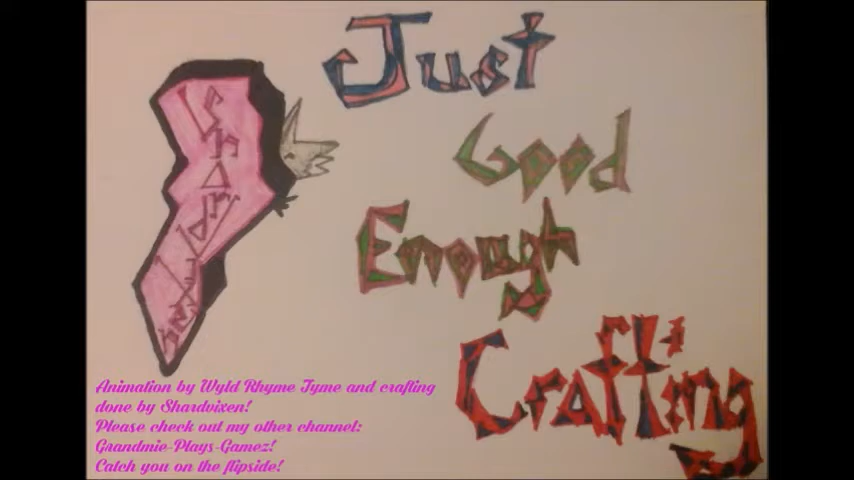 Just
Good
Enough
Crafting
ShardVixen
Animation by Wyld Rhyme Tyme and crafting
done by Shardvixen!
Please check out my other channel:
Grandmie-Plays-Gamez!
Catch you on the flipside!